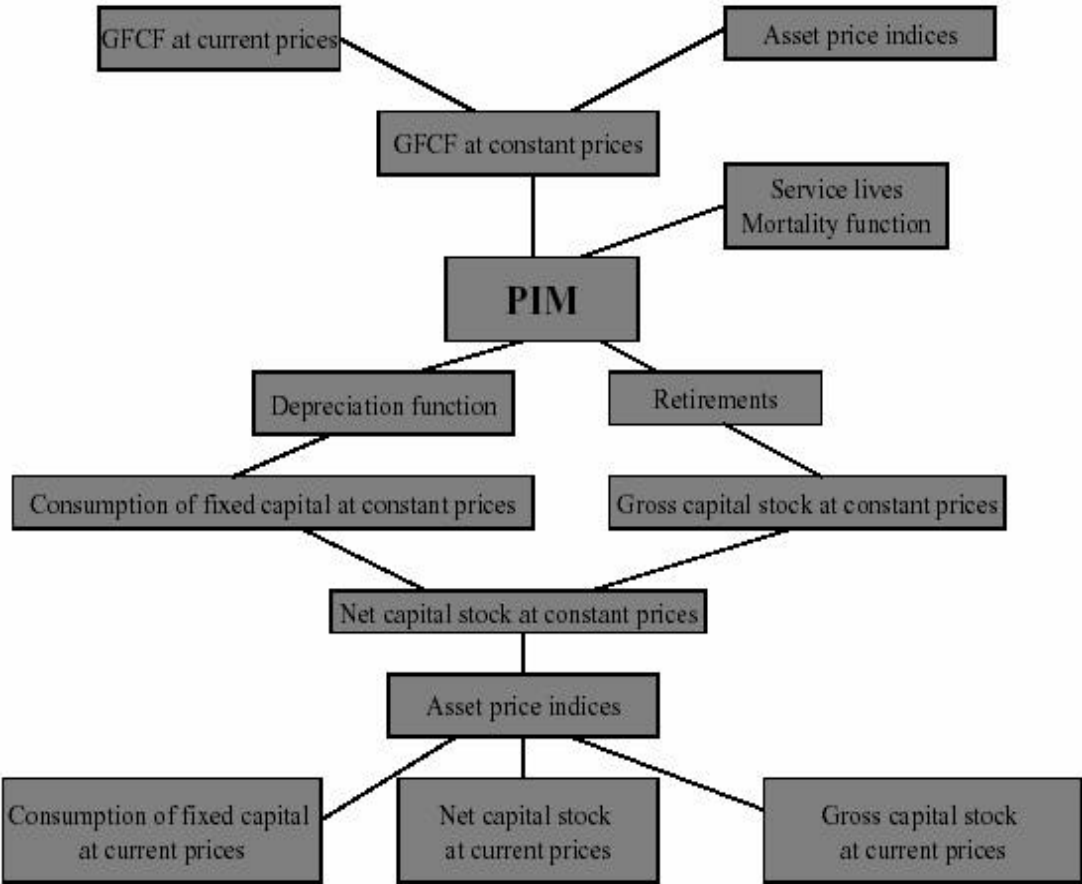 GFCF at current prices
Asset price indices
GFCF at constant prices
Service lives
Mortality function
PIM
Depreciation function
Retirements
Consumption of fixed capital at constant prices
Gross capital stock at constant prices
Net capital stock at constant prices
Asset price indices
Consumption of fixed capital
at current prices
Net capital stock
at current prices
Gross capital stock
at current prices